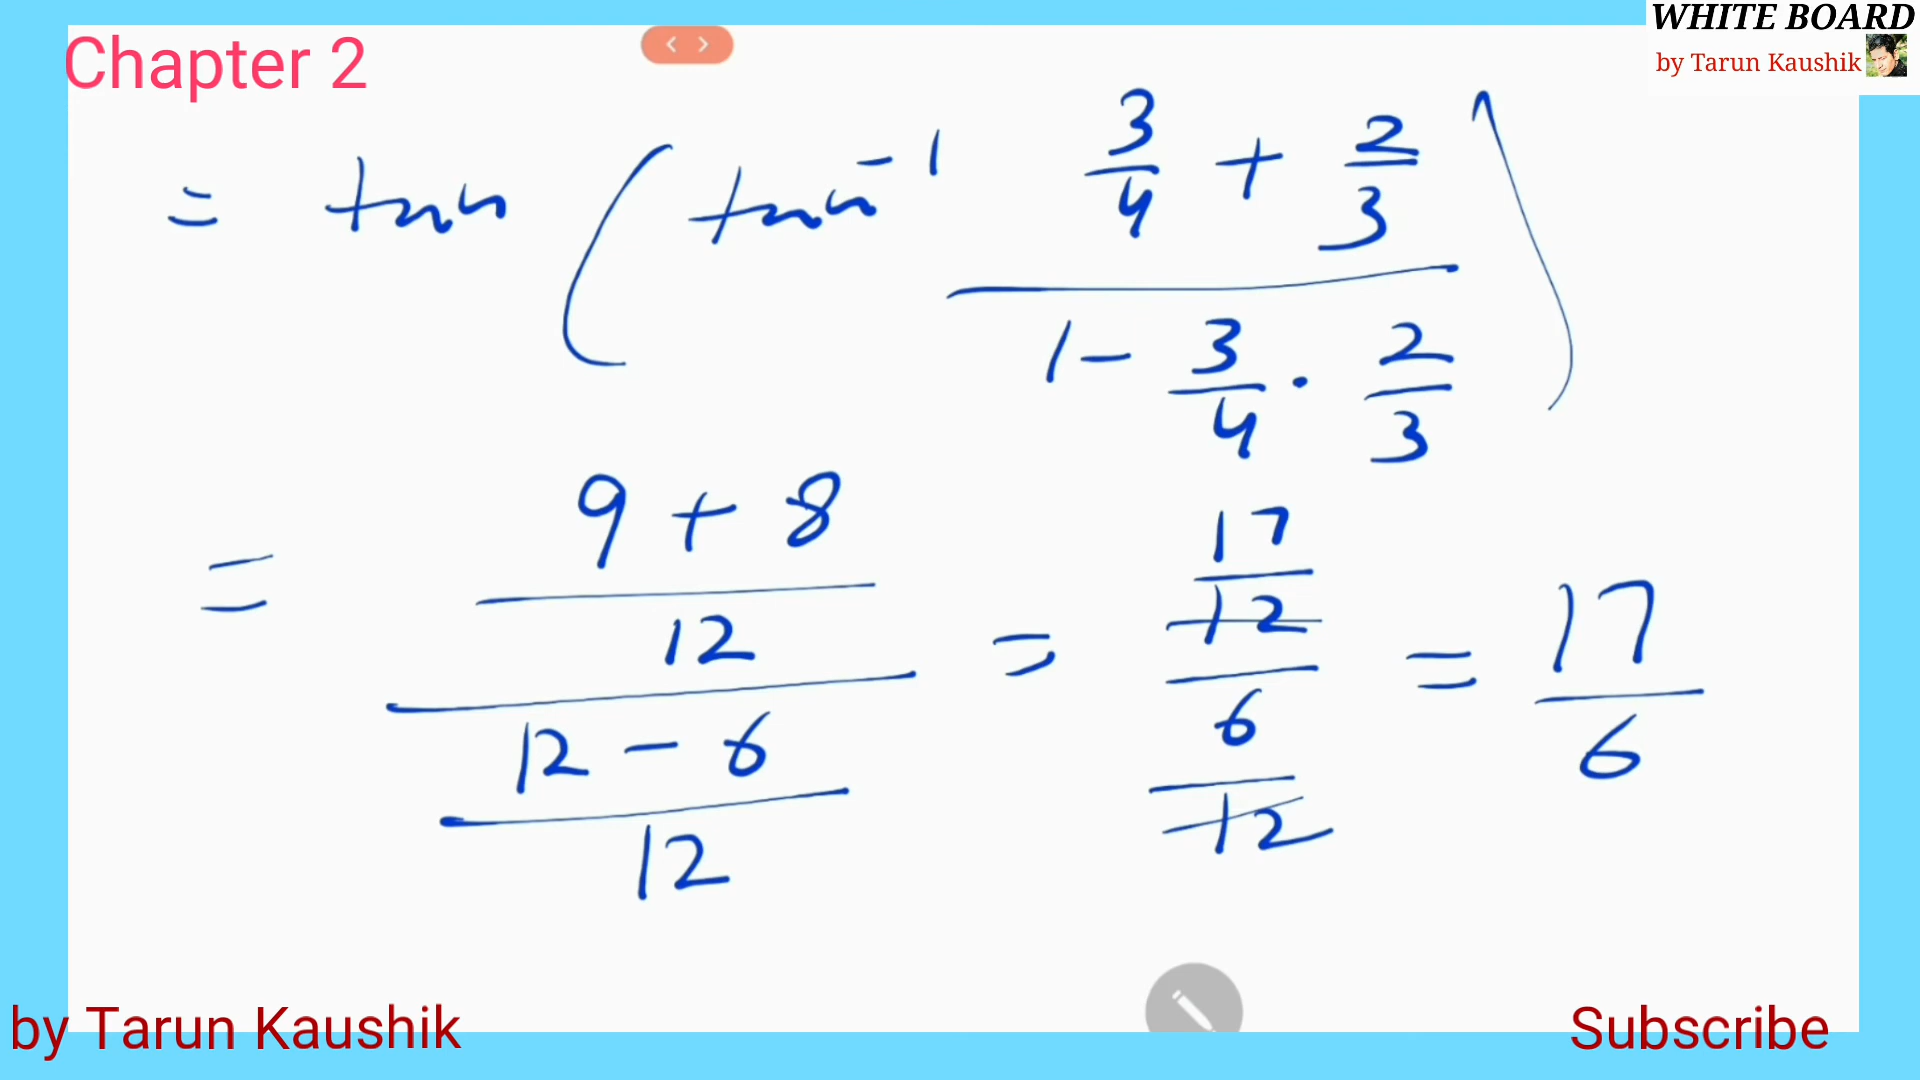 WHITE BOARD
by Tarun Kaushik
Chapter 2
= tan ( tan⁻¹ (3/4 + 2/3) / (1 - 3/4 · 2/3) )
= ((9 + 8)/12) / ((12 - 6)/12) = (17/12) / (6/12) = 17/6
by Tarun Kaushik
Subscribe